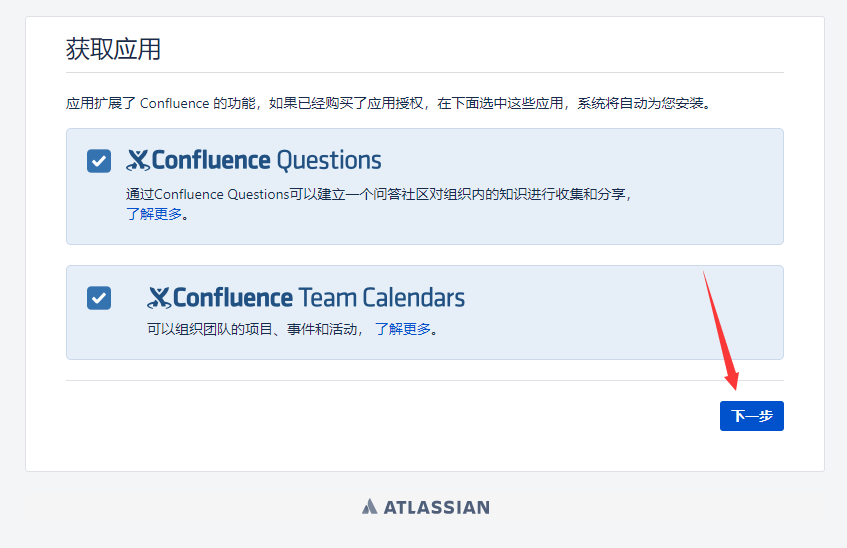 获取应用
应用扩展了 Confluence 的功能，如果已经购买了应用授权，在下面选中这些应用，系统将自动为您安装。
Confluence Questions
通过Confluence Questions可以建立一个问答社区对组织内的知识进行收集和分享，
了解更多。
Confluence Team Calendars
可以组织团队的项目、事件和活动， 了解更多。
下一步
ATLASSIAN